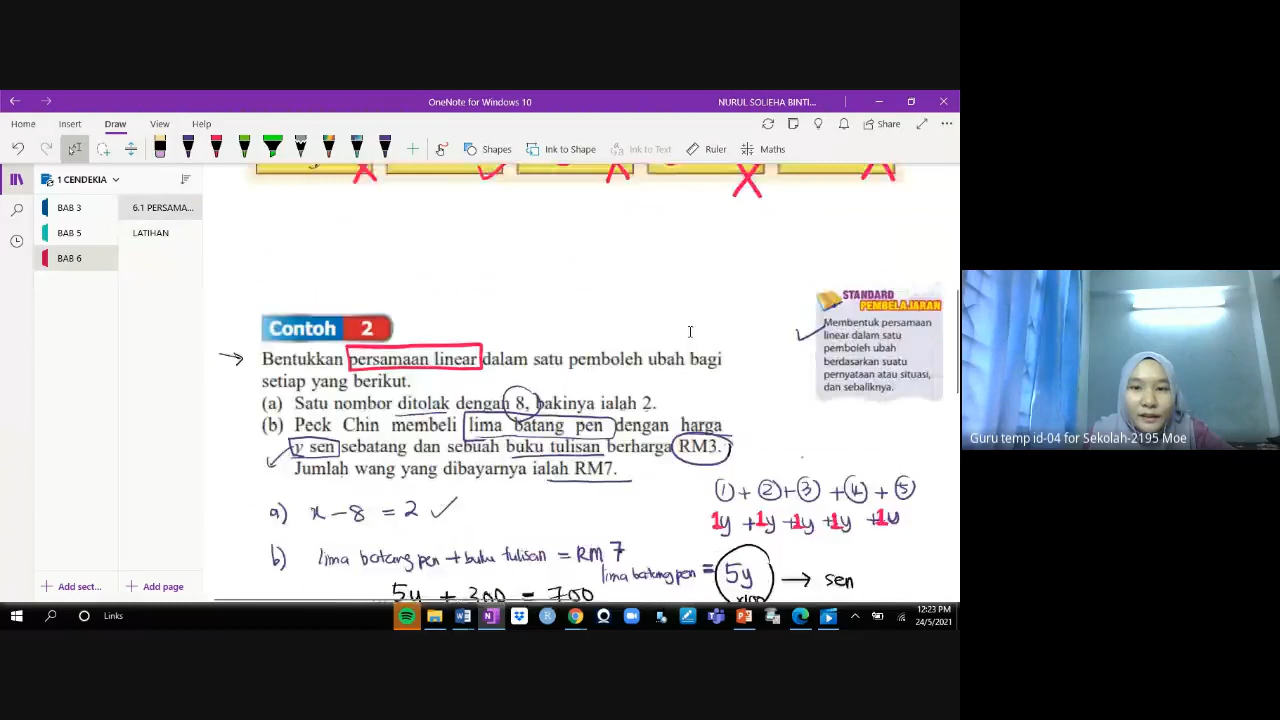 OneNote for Windows 10
NURUL SOLIEHA BINTI...
Home Insert Draw View Help
Share
Shapes Ink to Shape Ink to Text Ruler Maths
1 CENDEKIA
BAB 3
BAB 5
BAB 6
6.1 PERSAMA...
LATIHAN
Contoh 2
Bentukkan persamaan linear dalam satu pemboleh ubah bagi
setiap yang berikut.
(a) Satu nombor ditolak dengan 8, bakinya ialah 2.
(b) Peck Chin membeli lima batang pen dengan harga
y sen sebatang dan sebuah buku tulisan berharga RM3.
Jumlah wang yang dibayarnya ialah RM7.
STANDARD
PEMBELAJARAN
Membentuk persamaan
linear dalam satu
pemboleh ubah
berdasarkan suatu
pernyataan atau situasi,
dan sebaliknya.
a) x - 8 = 2
b) lima batang pen + buku tulisan = RM 7
5y + 300 = 700
1 + 2 + 3 + 4 + 5
1y + 1y + 1y + 1y + 1y
lima batang pen = 5y → sen
Add sect...
Add page
Links
12:23 PM
24/5/2021
Guru temp id-04 for Sekolah-2195 Moe